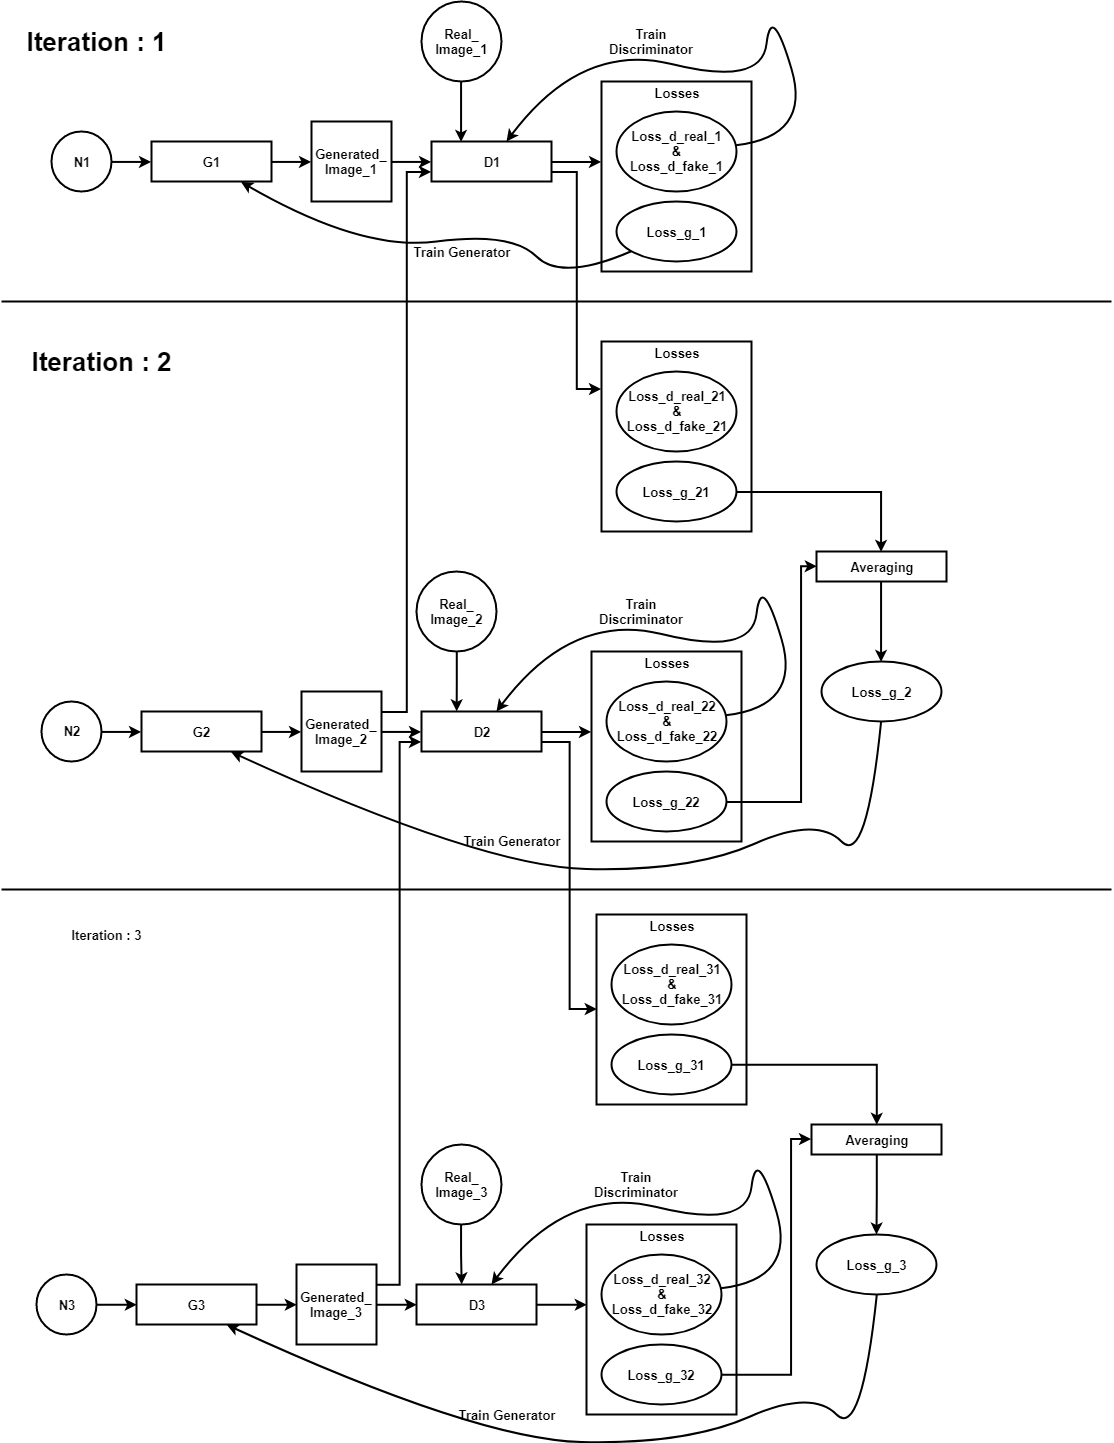 Iteration : 1
Real_
Image_1
Train
Discriminator
Losses
N1
G1
Generated_
Image_1
D1
Loss_d_real_1
&
Loss_d_fake_1
Loss_g_1
Train Generator
Iteration : 2
Losses
Loss_d_real_21
&
Loss_d_fake_21
Loss_g_21
Averaging
Real_
Image_2
Train
Discriminator
Losses
N2
G2
Generated_
Image_2
D2
Loss_d_real_22
&
Loss_d_fake_22
Loss_g_2
Loss_g_22
Train Generator
Iteration : 3
Losses
Loss_d_real_31
&
Loss_d_fake_31
Loss_g_31
Averaging
Real_
Image_3
Train
Discriminator
Losses
N3
G3
Generated_
Image_3
D3
Loss_d_real_32
&
Loss_d_fake_32
Loss_g_3
Loss_g_32
Train Generator